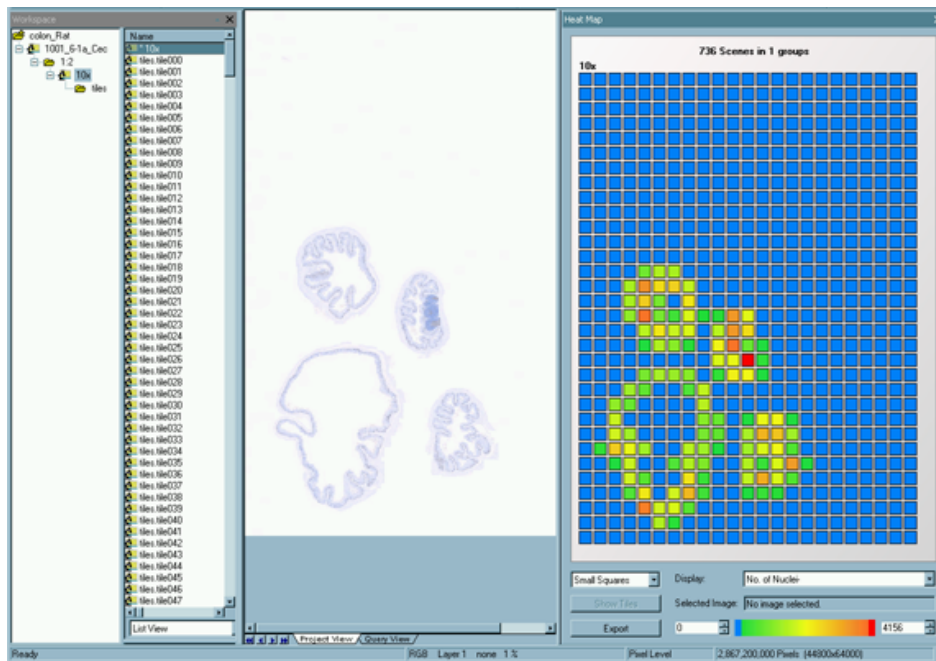 Workspace
colon_Rat
1001_6-1a_Cec
1:2
10x
tiles
Name
* 10x
tiles.tile000
tiles.tile001
tiles.tile002
tiles.tile003
tiles.tile004
tiles.tile005
tiles.tile006
tiles.tile007
tiles.tile008
tiles.tile009
tiles.tile010
tiles.tile011
tiles.tile012
tiles.tile013
tiles.tile014
tiles.tile015
tiles.tile016
tiles.tile017
tiles.tile018
tiles.tile019
tiles.tile020
tiles.tile021
tiles.tile022
tiles.tile023
tiles.tile024
tiles.tile025
tiles.tile026
tiles.tile027
tiles.tile028
tiles.tile029
tiles.tile030
tiles.tile031
tiles.tile032
tiles.tile033
tiles.tile034
tiles.tile035
tiles.tile036
tiles.tile037
tiles.tile038
tiles.tile039
tiles.tile040
tiles.tile041
tiles.tile042
tiles.tile043
tiles.tile044
tiles.tile045
tiles.tile046
tiles.tile047
List View
Project View
Query View
Heat Map
736 Scenes in 1 groups
10x
Small Squares
Display:
No. of Nuclei
Show Tiles
Selected Image:
No image selected.
Export
0
4156
Ready
RGB Layer 1 none 1 %
Pixel Level
2,867,200,000 Pixels (44800x64000)